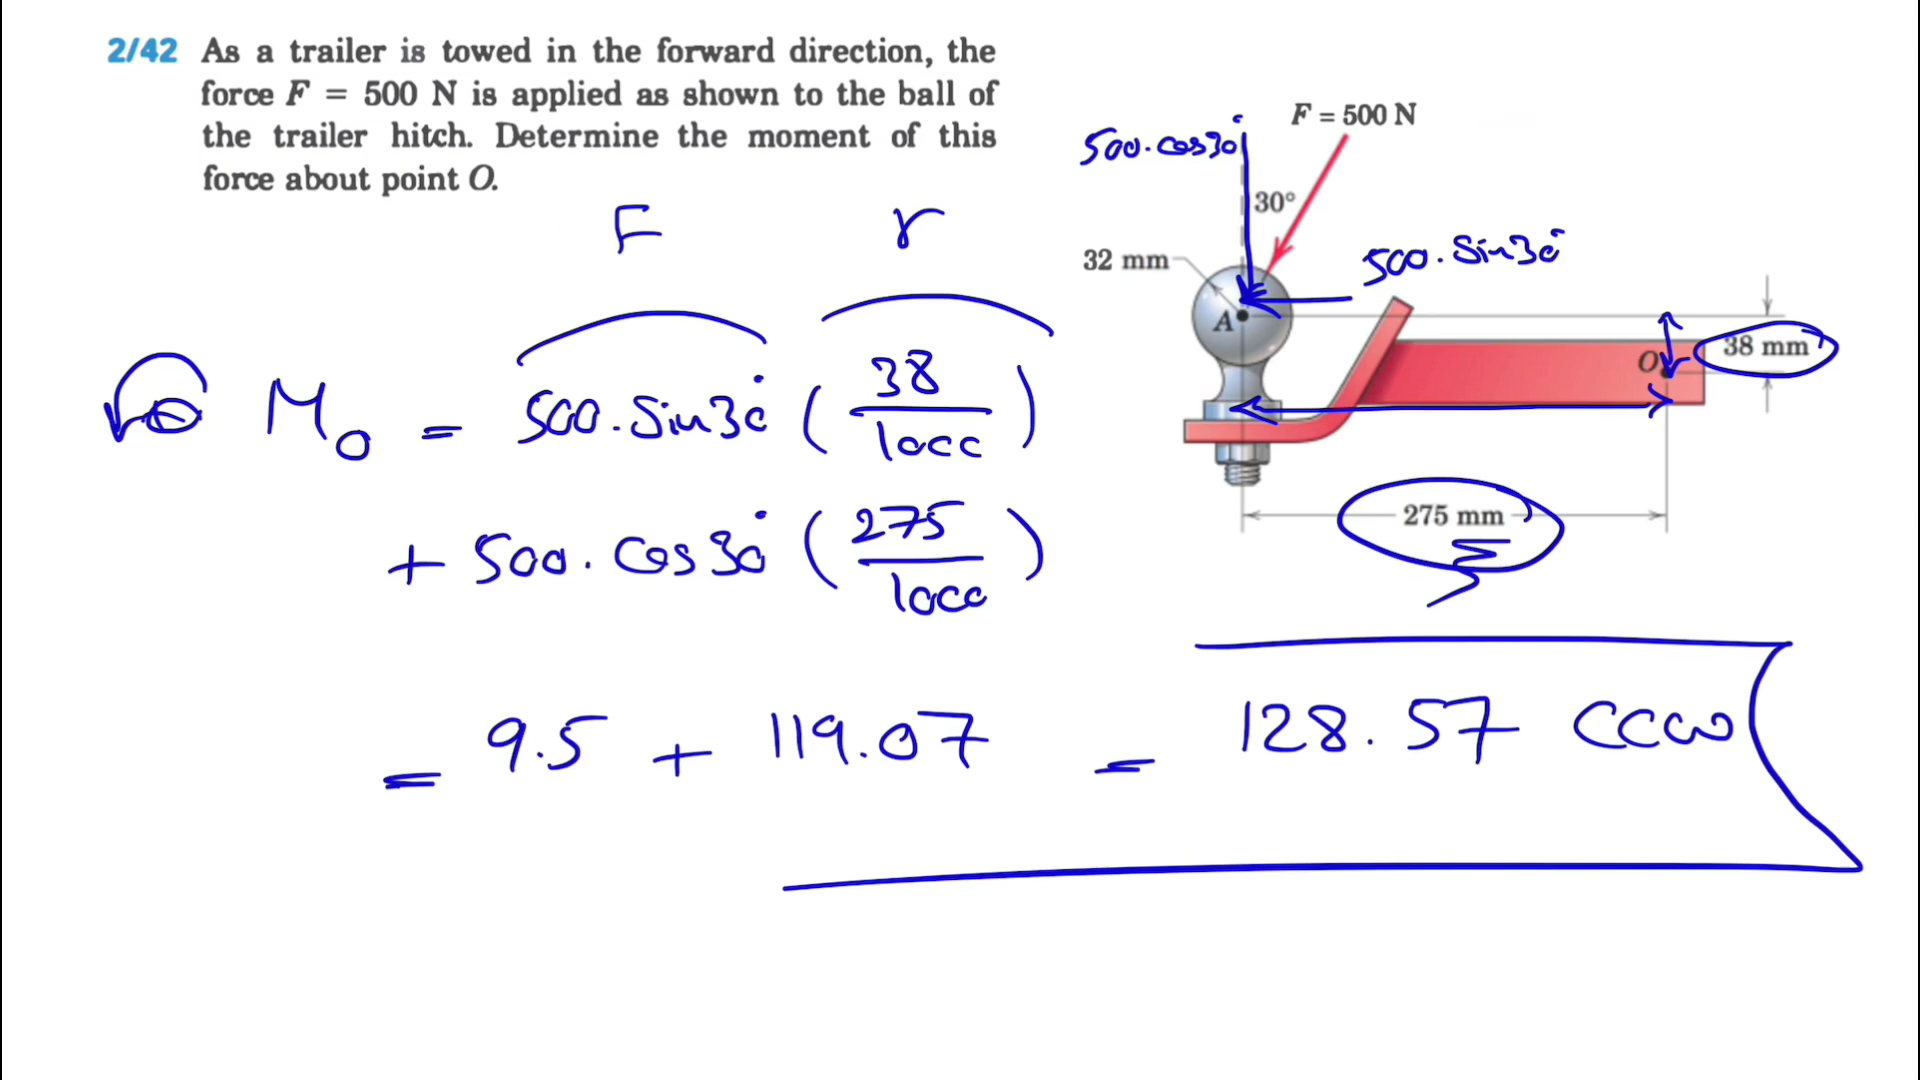 2/42 As a trailer is towed in the forward direction, the
force F = 500 N is applied as shown to the ball of
the trailer hitch. Determine the moment of this
force about point O.
F = 500 N
500.cos30°
30°
32 mm
500.Sin30°
A
O
38 mm
275 mm
F r
+ Mo = 500.Sin30° (38/1000)
+ 500.Cos30° (275/1000)
= 9.5 + 119.07 = 128.57 CCW